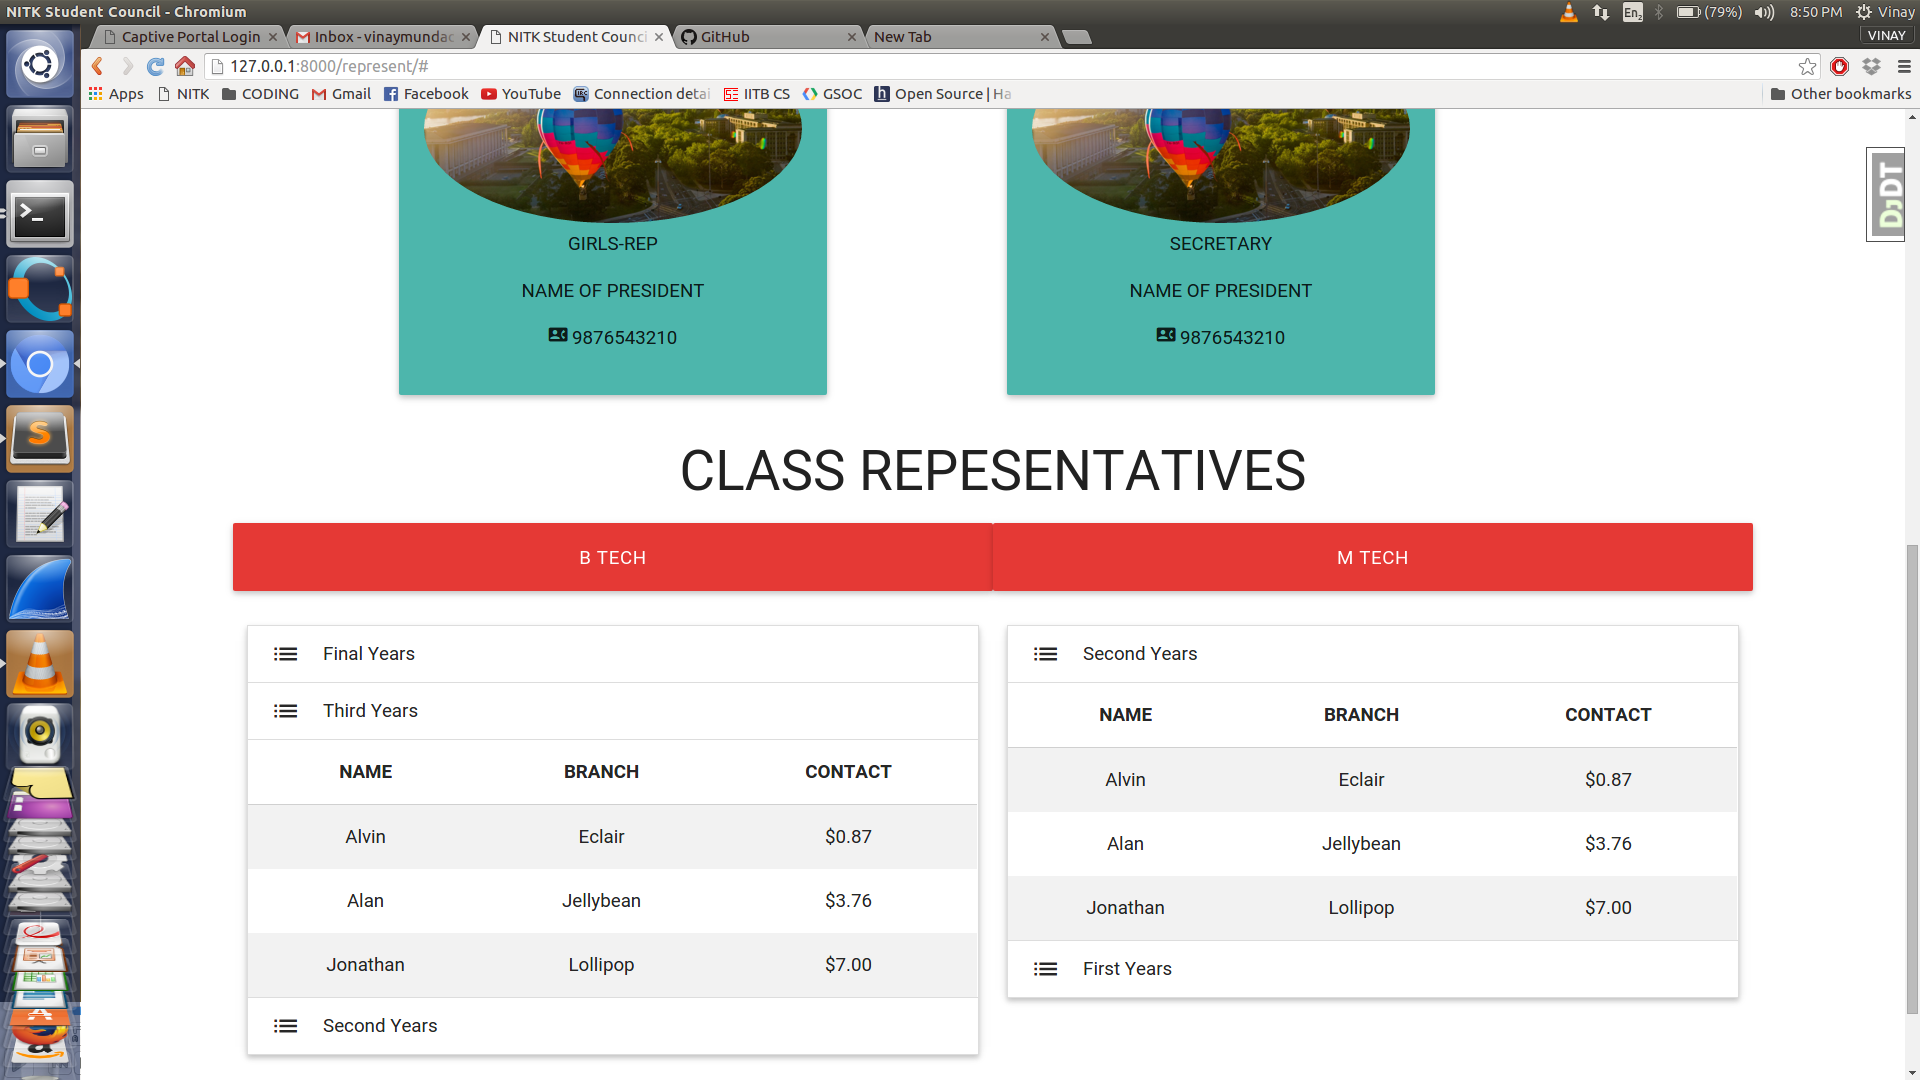 NITK Student Council - Chromium
En2 (79%) 8:50 PM Vinay
Captive Portal Login
Inbox - vinaymundad
NITK Student Counci
GitHub
New Tab
VINAY
127.0.0.1:8000/represent/#
Apps NITK CODING Gmail Facebook YouTube Connection detai IITB CS GSOC Open Source | Ha Other bookmarks
DJDT
GIRLS-REP
NAME OF PRESIDENT
9876543210
SECRETARY
NAME OF PRESIDENT
9876543210
CLASS REPESENTATIVES
B TECH
M TECH
Final Years
Third Years
NAME BRANCH CONTACT
Alvin Eclair $0.87
Alan Jellybean $3.76
Jonathan Lollipop $7.00
Second Years
Second Years
NAME BRANCH CONTACT
Alvin Eclair $0.87
Alan Jellybean $3.76
Jonathan Lollipop $7.00
First Years